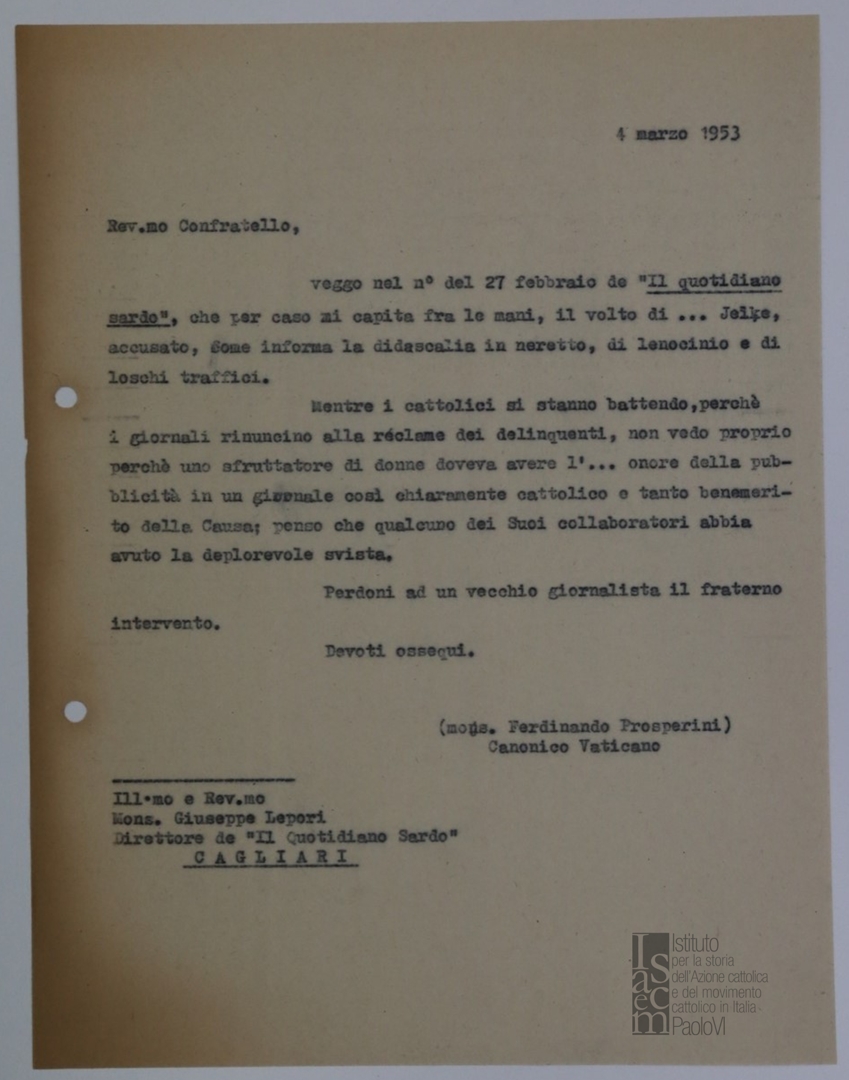 4 marzo 1953
Rev.mo Confratello,
veggo nel n° del 27 febbraio de "Il quotidiano
sardo", che per caso mi capita fra le mani, il volto di ... Jelke,
accusato, Some informa la didascalia in neretto, di lenocinio e di
loschi traffici.
Mentre i cattolici si stanno battendo,perchè
i giornali rinuncino alla réclame dei delinquenti, non vedo proprio
perchè uno sfruttatore di donne doveva avere l'... onore della pub-
blicità in un giornale così chiaramente cattolico e tanto benemeri-
to della Causa; penso che qualcuno dei Suoi collaboratori abbia
avuto la deplorevole svista.
Perdoni ad un vecchio giornalista il fraterno
intervento.
Devoti ossequi.
(mons. Ferdinando Prosperini)
Canonico Vaticano
Ill.mo e Rev.mo
Mons. Giuseppe Lepori
Direttore de "Il Quotidiano Sardo"
CAGLIARI
Isacem
Istituto
per la storia
dell'Azione cattolica
e del movimento
cattolico in Italia-
PaoloVI